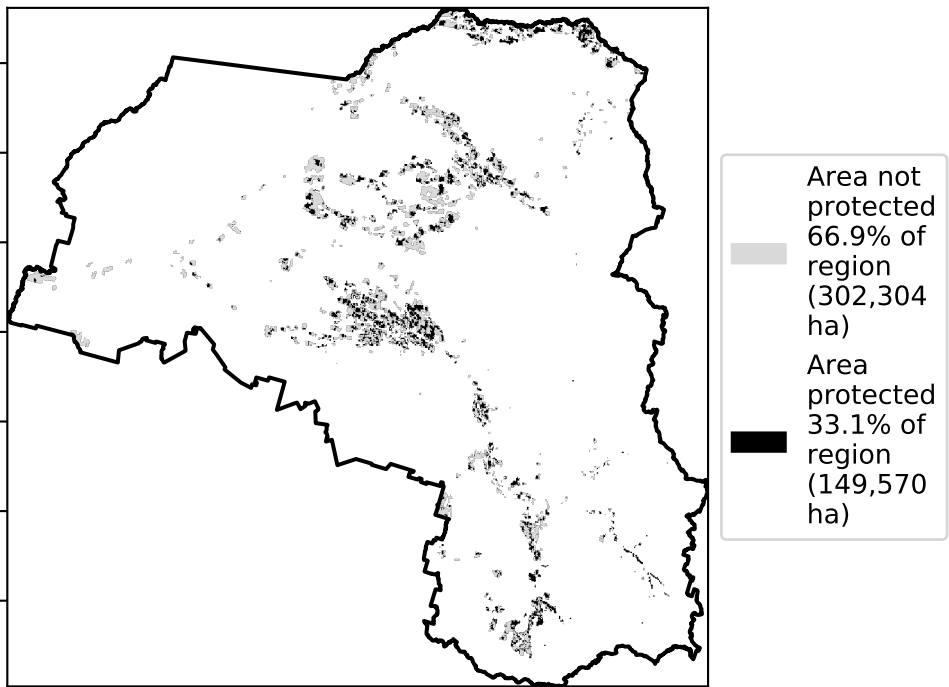 Area not
protected
66.9% of
region
(302,304
ha)
Area
protected
33.1% of
region
(149,570
ha)